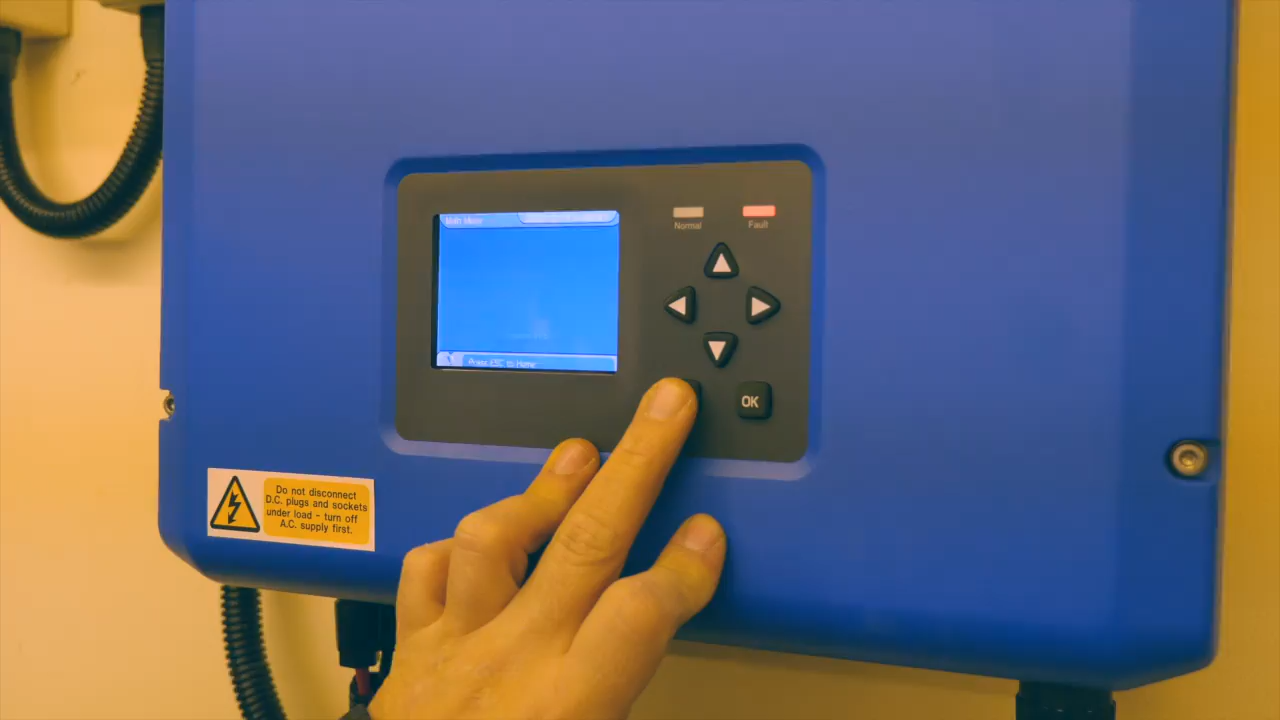 Main Menu
Normal
Fault
Press ESC to Home
OK
Do not disconnect
D.C. plugs and sockets
under load - turn off
A.C. supply first.